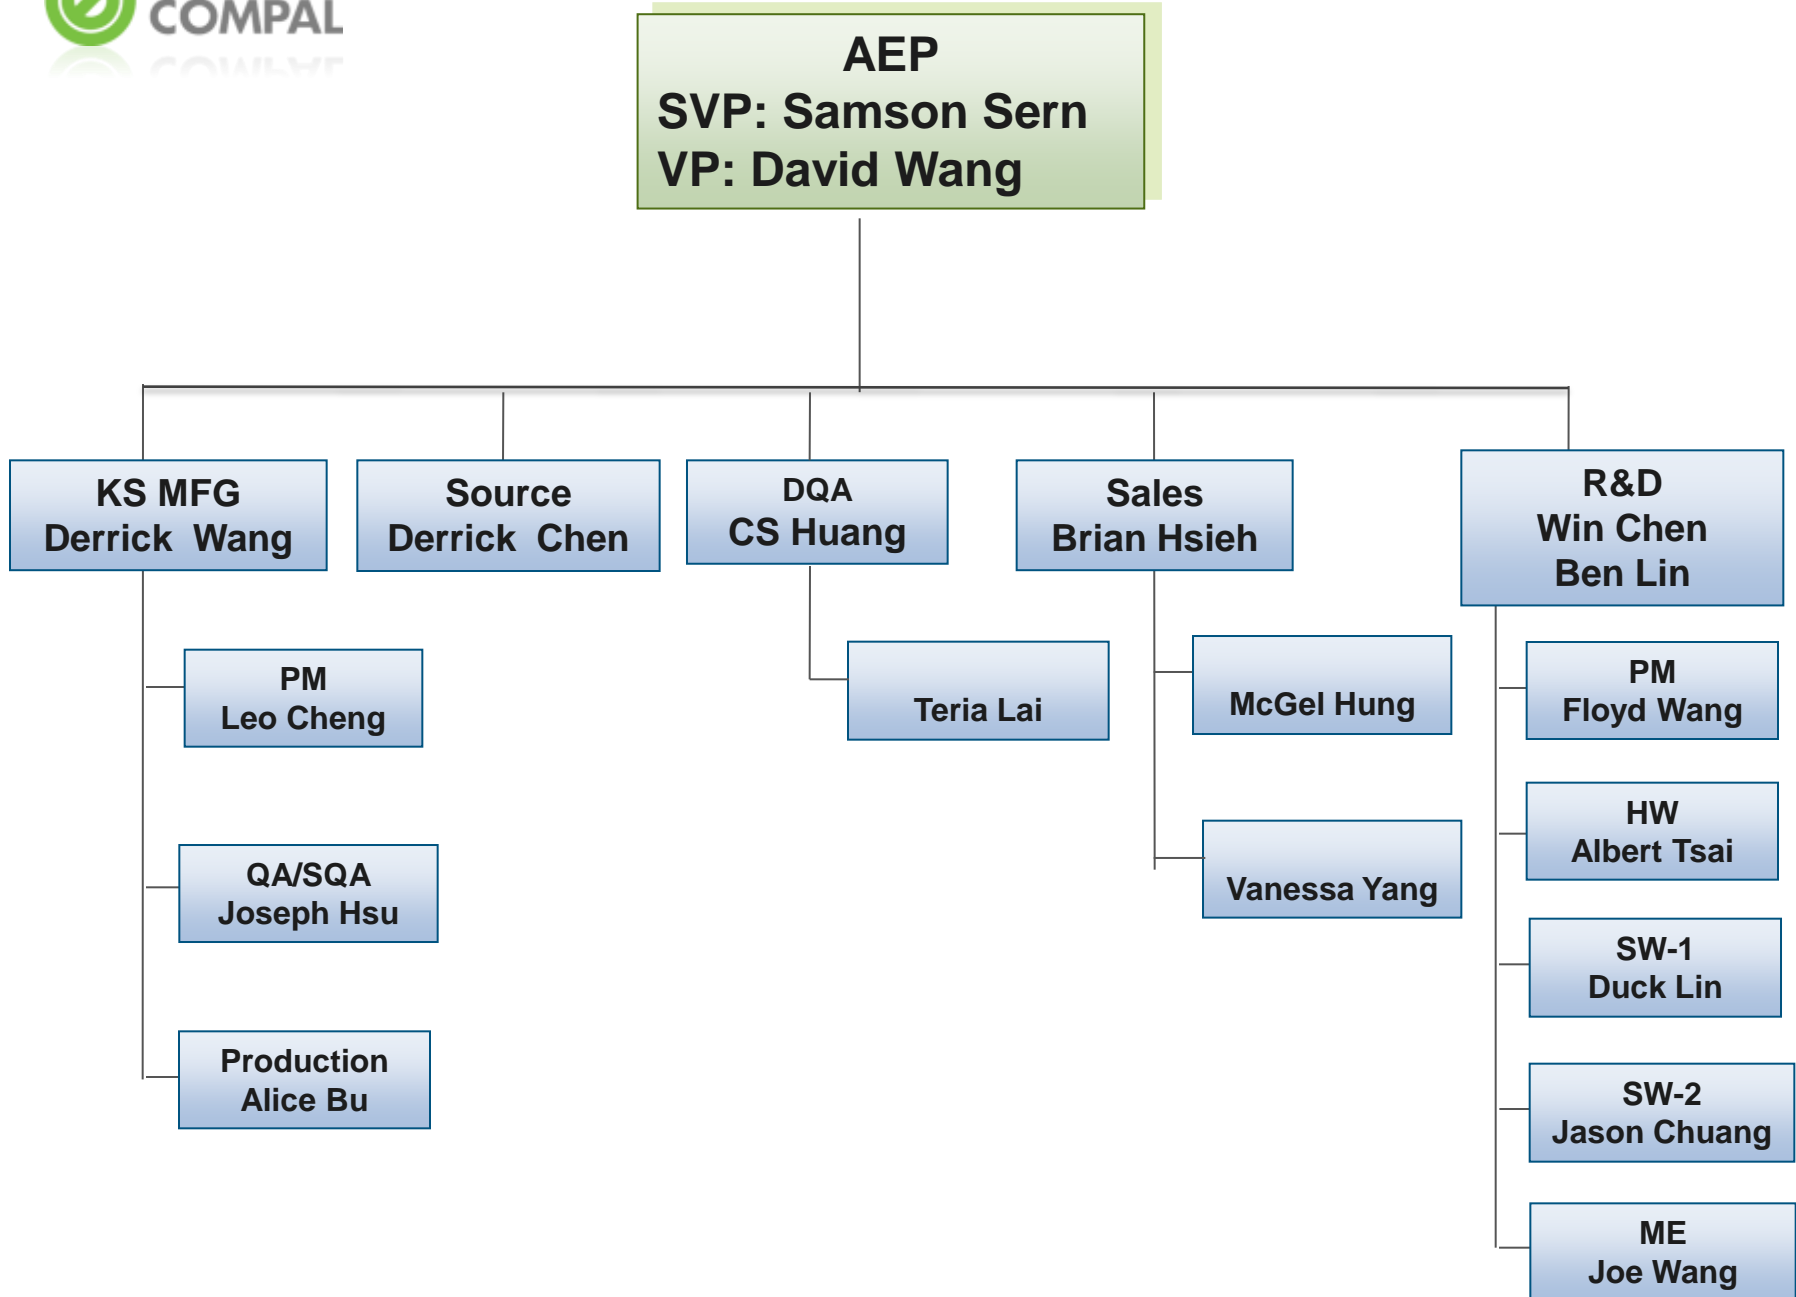 COMPAL
AEP
SVP: Samson Sern
VP: David Wang
KS MFG
Derrick Wang
Source
Derrick Chen
DQA
CS Huang
Sales
Brian Hsieh
R&D
Win Chen
Ben Lin
PM
Leo Cheng
QA/SQA
Joseph Hsu
Production
Alice Bu
Teria Lai
McGel Hung
Vanessa Yang
PM
Floyd Wang
HW
Albert Tsai
SW-1
Duck Lin
SW-2
Jason Chuang
ME
Joe Wang